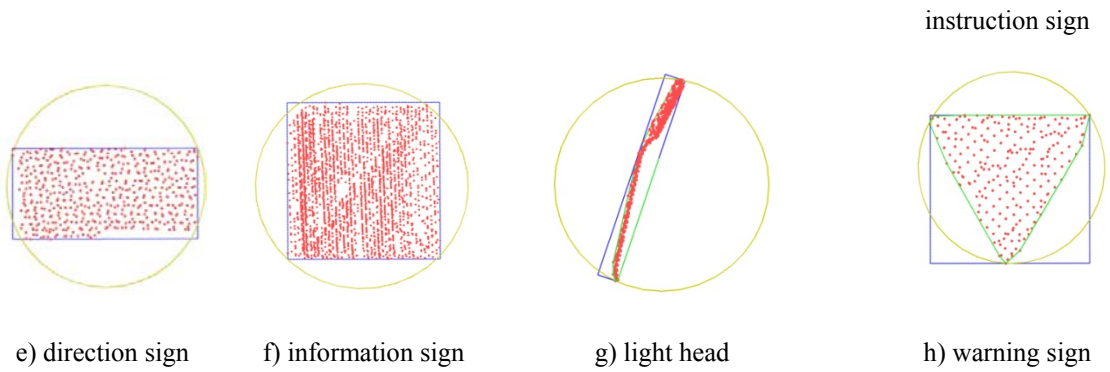 instruction sign
e) direction sign
f) information sign
g) light head
h) warning sign